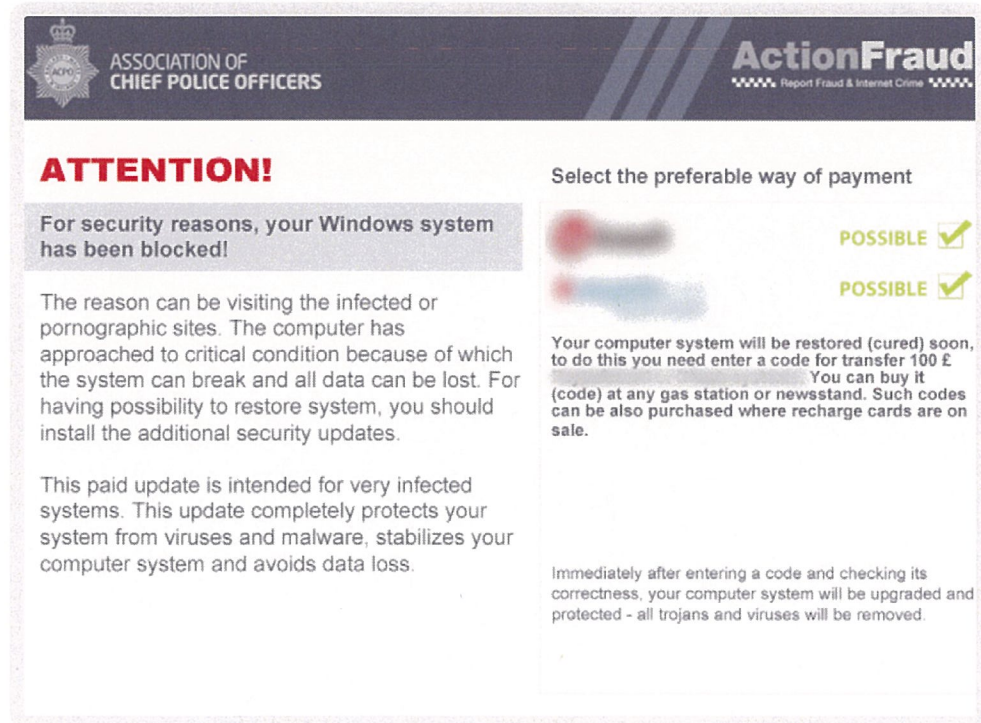 ACPO
ASSOCIATION OF
CHIEF POLICE OFFICERS
ActionFraud
Report Fraud & Internet Crime
ATTENTION!
For security reasons, your Windows system
has been blocked!
The reason can be visiting the infected or
pornographic sites. The computer has
approached to critical condition because of which
the system can break and all data can be lost. For
having possibility to restore system, you should
install the additional security updates.
This paid update is intended for very infected
systems. This update completely protects your
system from viruses and malware, stabilizes your
computer system and avoids data loss.
Select the preferable way of payment
POSSIBLE
POSSIBLE
Your computer system will be restored (cured) soon,
to do this you need enter a code for transfer 100 £
You can buy it
(code) at any gas station or newsstand. Such codes
can be also purchased where recharge cards are on
sale.
Immediately after entering a code and checking its
correctness, your computer system will be upgraded and
protected - all trojans and viruses will be removed.